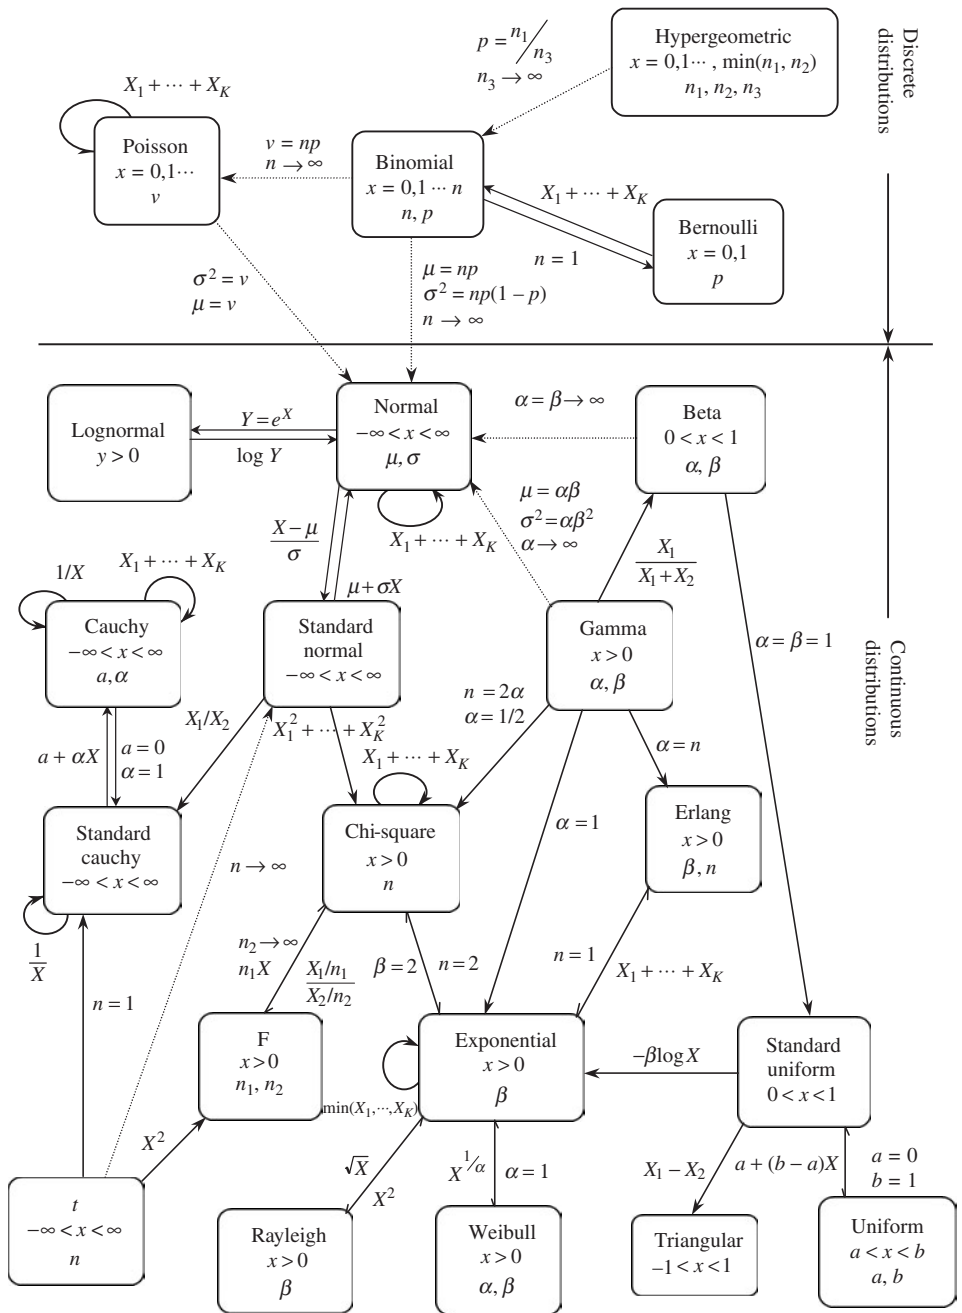 Hypergeometric
x = 0,1⋯ , min(n₁, n₂)
n₁, n₂, n₃
Discrete
distributions
p = n₁/n₃
n₃ → ∞
X₁ + ⋯ + X_K
Poisson
x = 0,1⋯
v
v = np
n → ∞
Binomial
x = 0,1 ⋯ n
n, p
X₁ + ⋯ + X_K
n = 1
Bernoulli
x = 0,1
p
σ² = v
μ = v
μ = np
σ² = np(1 − p)
n → ∞
Lognormal
y > 0
Y = e^X
log Y
Normal
−∞ < x < ∞
μ, σ
α = β → ∞
Beta
0 < x < 1
α, β
X₁ + ⋯ + X_K
μ = αβ
σ² = αβ²
α → ∞
X₁/(X₁ + X₂)
(X − μ)/σ
μ + σX
1/X
X₁ + ⋯ + X_K
Cauchy
−∞ < x < ∞
a, α
Standard
normal
−∞ < x < ∞
Gamma
x > 0
α, β
α = β = 1
Continuous
distributions
a + αX
a = 0
α = 1
X₁/X₂
X₁² + ⋯ + X_K²
n = 2α
α = 1/2
α = n
X₁ + ⋯ + X_K
Standard
cauchy
−∞ < x < ∞
1/X
n → ∞
Chi-square
x > 0
n
α = 1
Erlang
x > 0
β, n
n = 1
n₂ → ∞
n₁X
(X₁/n₁)/(X₂/n₂)
β = 2
n = 2
n = 1
X₁ + ⋯ + X_K
F
x > 0
n₁, n₂
Exponential
x > 0
β
min(X₁,⋯,X_K)
−β log X
Standard
uniform
0 < x < 1
X²
√X
X²
X^{1/α}
α = 1
X₁ − X₂
a + (b − a)X
a = 0
b = 1
t
−∞ < x < ∞
n
Rayleigh
x > 0
β
Weibull
x > 0
α, β
Triangular
−1 < x < 1
Uniform
a < x < b
a, b